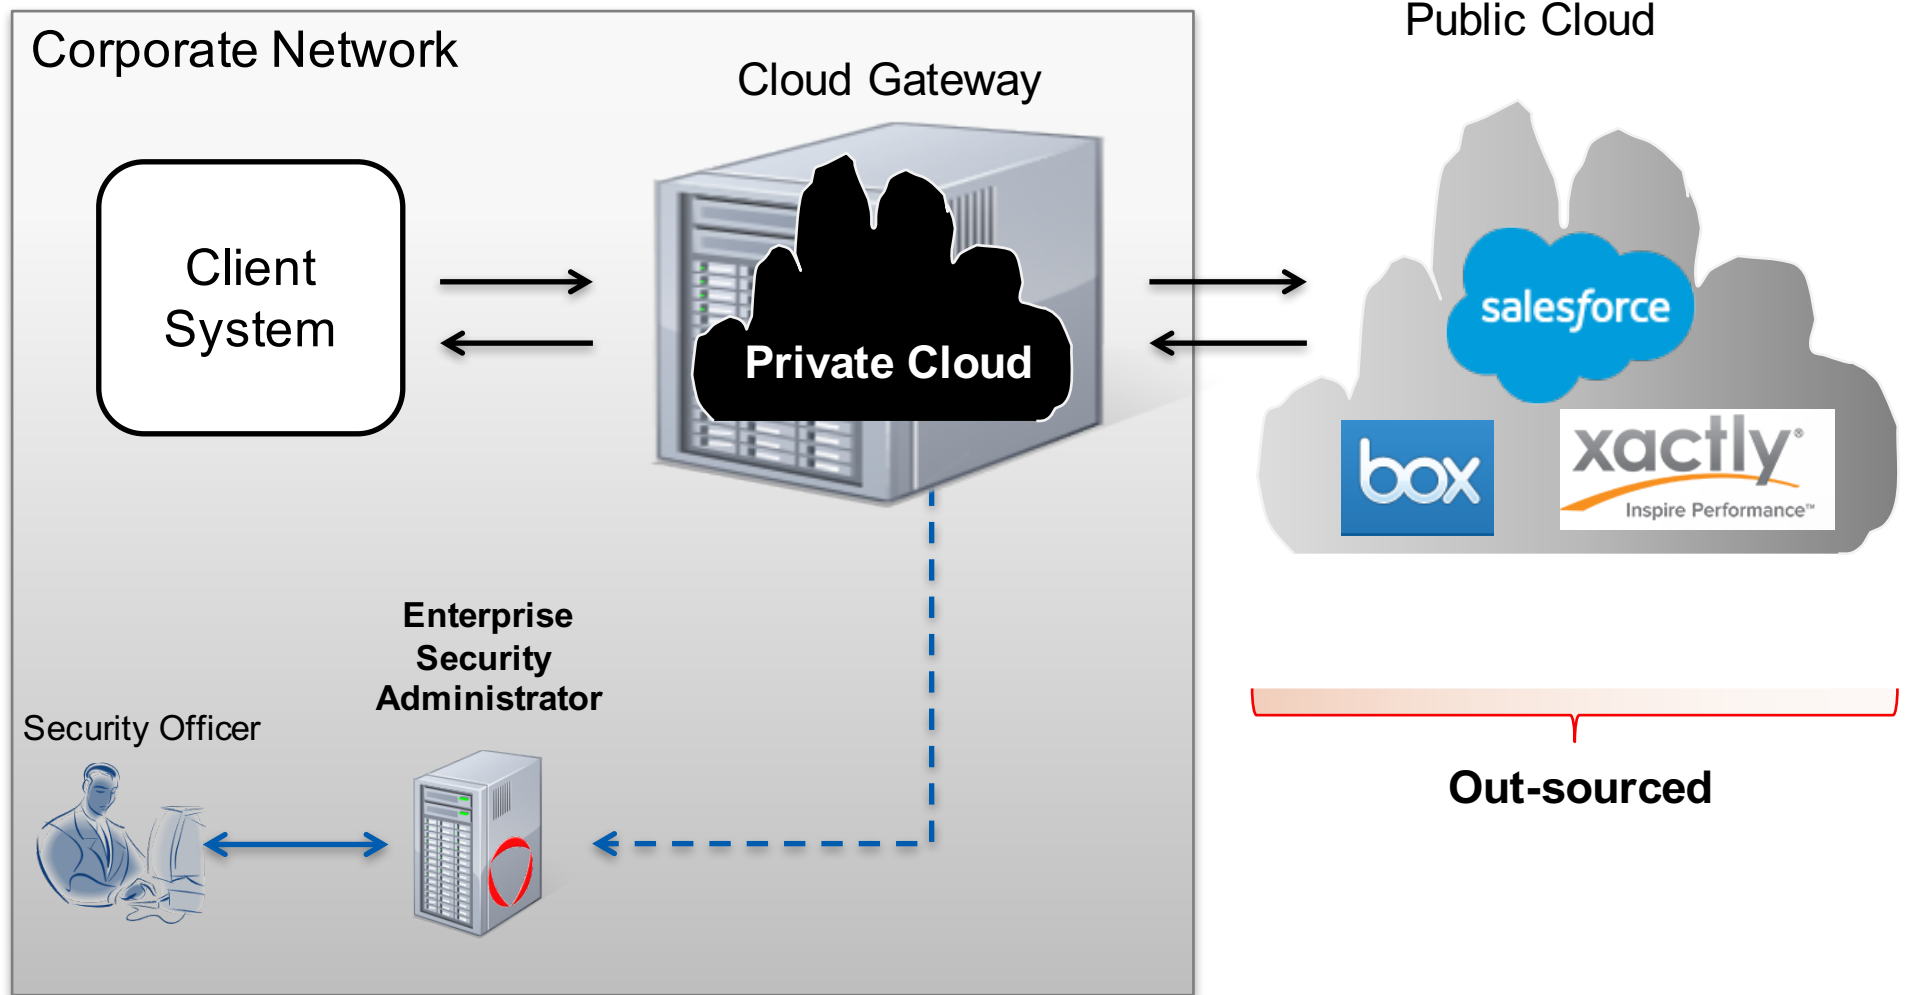 Public Cloud
Corporate Network
Cloud Gateway
Client
System
Private Cloud
salesforce
box
xactly®
Inspire Performance™
Enterprise
Security
Administrator
Security Officer
Out-sourced